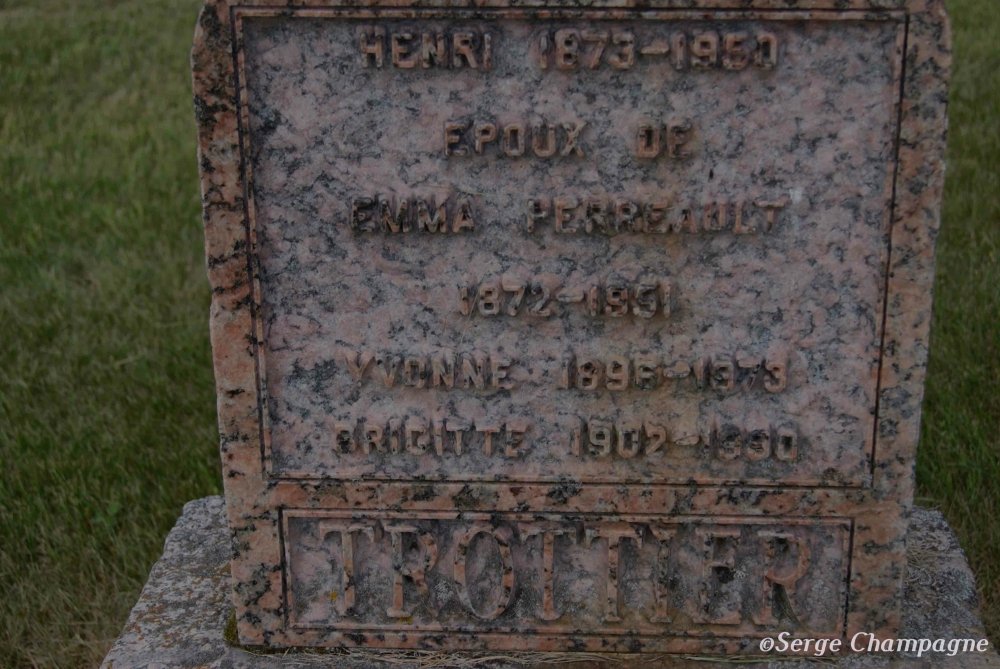 HENRI 1873-1950
EPOUX DE
EMMA PERREAULT
1872-1951
YVONNE 1896-1973
BRIGITTE 1902-1990
TROTTIER
©Serge Champagne